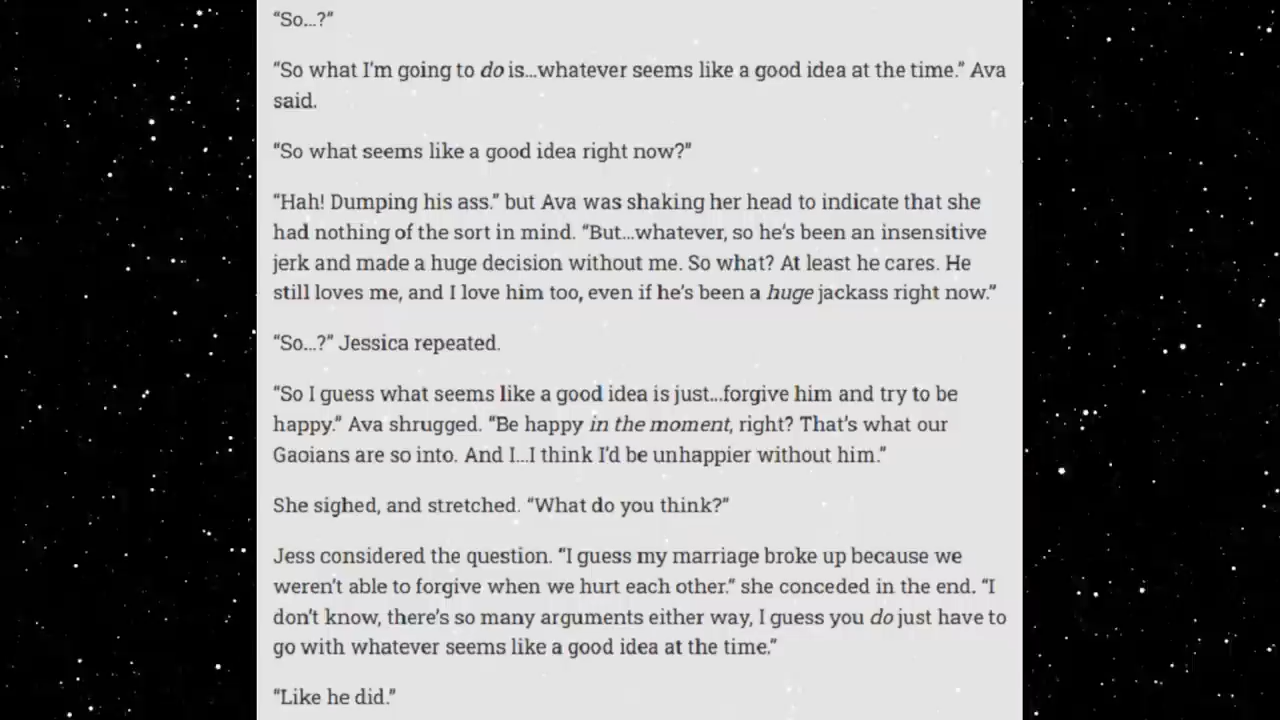 “So...?”
“So what I’m going to do is...whatever seems like a good idea at the time.” Ava
said.
“So what seems like a good idea right now?”
“Hah! Dumping his ass.” but Ava was shaking her head to indicate that she
had nothing of the sort in mind. “But...whatever, so he’s been an insensitive
jerk and made a huge decision without me. So what? At least he cares. He
still loves me, and I love him too, even if he’s been a huge jackass right now.”
“So...?” Jessica repeated.
“So I guess what seems like a good idea is just...forgive him and try to be
happy.” Ava shrugged. “Be happy in the moment, right? That’s what our
Gaoians are so into. And I...I think I’d be unhappier without him.”
She sighed, and stretched. “What do you think?”
Jess considered the question. “I guess my marriage broke up because we
weren’t able to forgive when we hurt each other.” she conceded in the end. “I
don’t know, there’s so many arguments either way, I guess you do just have to
go with whatever seems like a good idea at the time.”
“Like he did.”